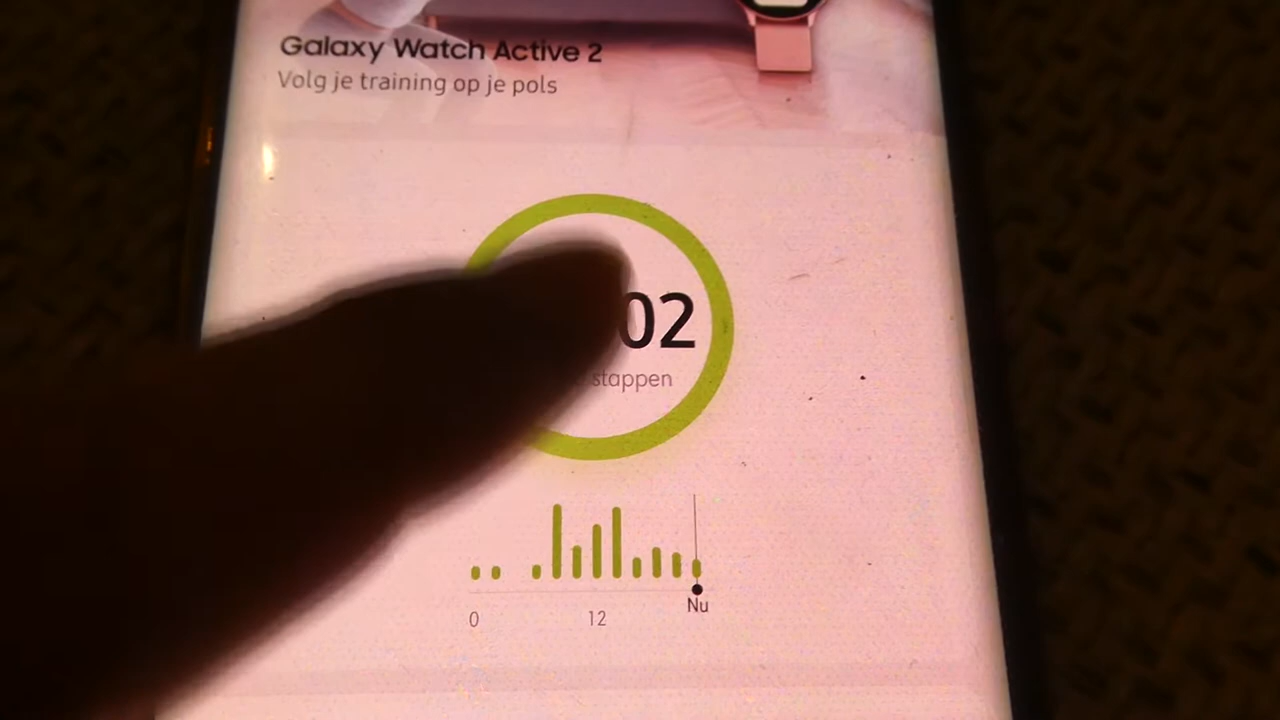 Galaxy Watch Active 2
Volg je training op je pols
02
stappen
Nu
0 12